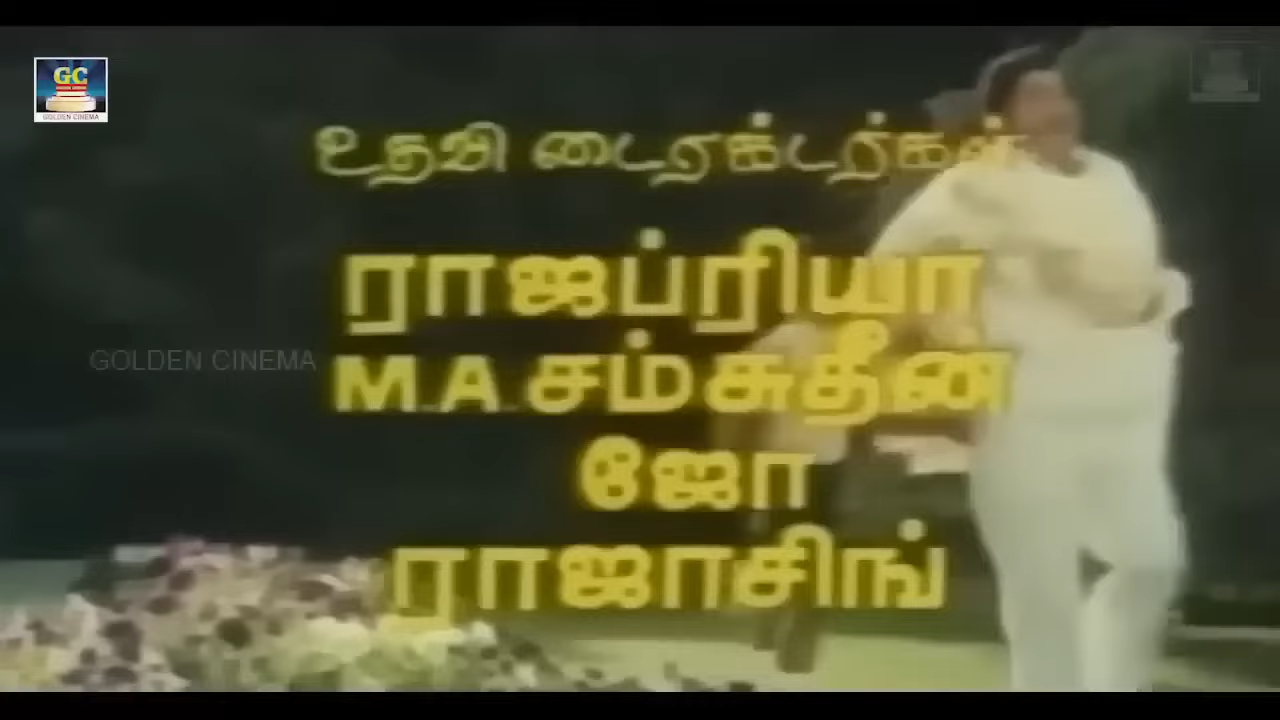 GC
GOLDEN CINEMA
உதவி டைரக்டர்கள்
ராஜப்ரியா
M.A. சம்சுதீன்
GOLDEN CINEMA
ஜோ
ராஜாசிங்